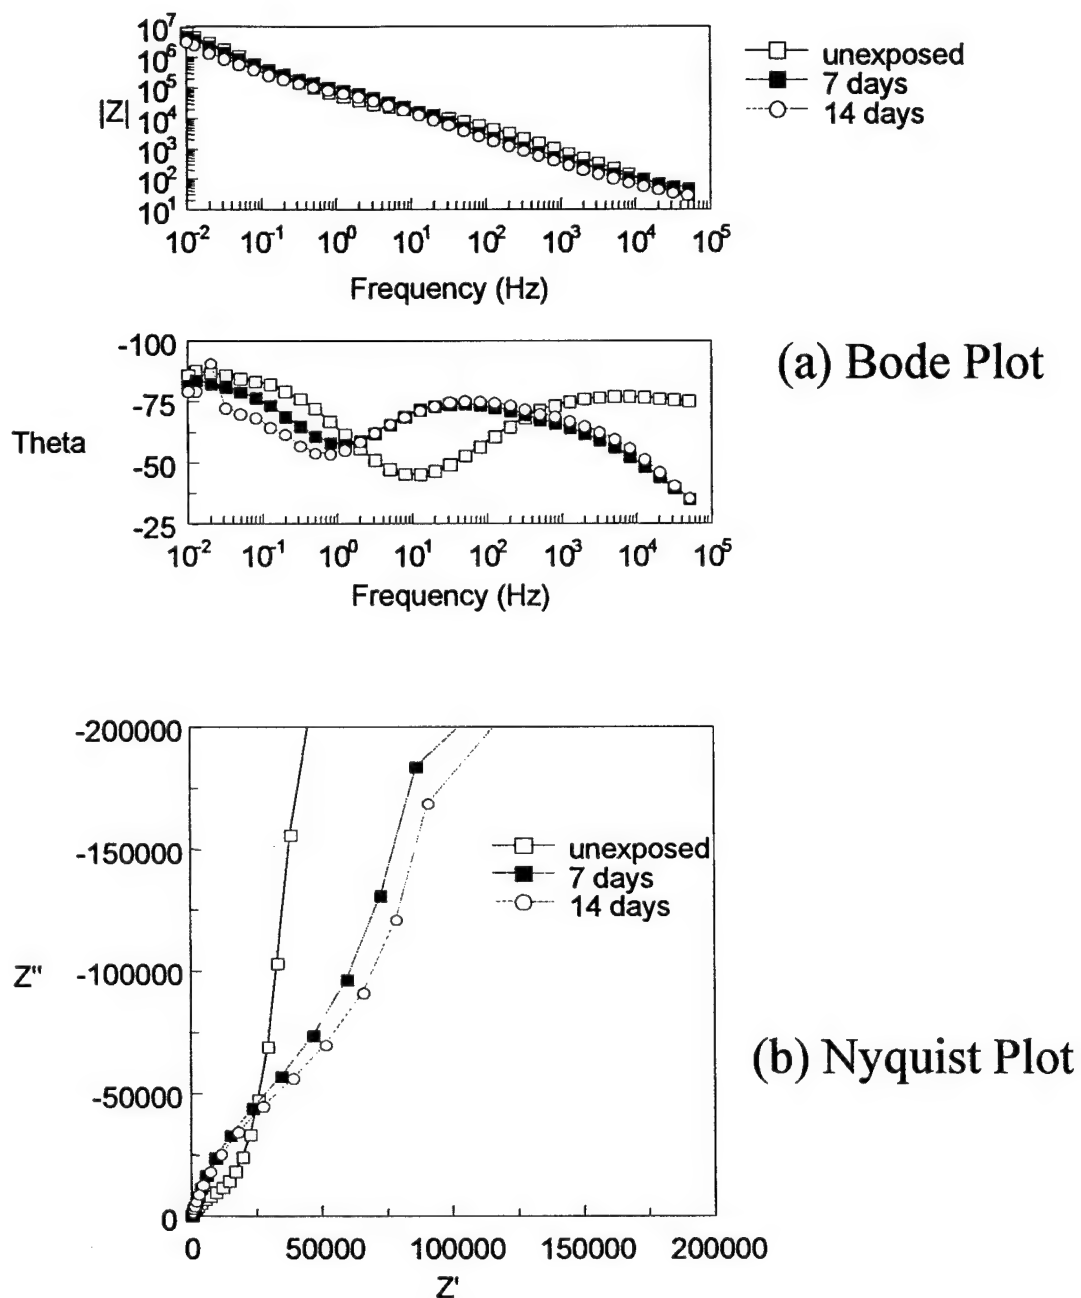 10⁷
10⁶
10⁵
10⁴
10³
10²
10¹
|Z|
10⁻² 10⁻¹ 10⁰ 10¹ 10² 10³ 10⁴ 10⁵
Frequency (Hz)
unexposed
7 days
14 days
-100
-75
-50
-25
Theta
10⁻² 10⁻¹ 10⁰ 10¹ 10² 10³ 10⁴ 10⁵
Frequency (Hz)
(a) Bode Plot
-200000
-150000
-100000
-50000
0
Z"
unexposed
7 days
14 days
0 50000 100000 150000 200000
Z'
(b) Nyquist Plot